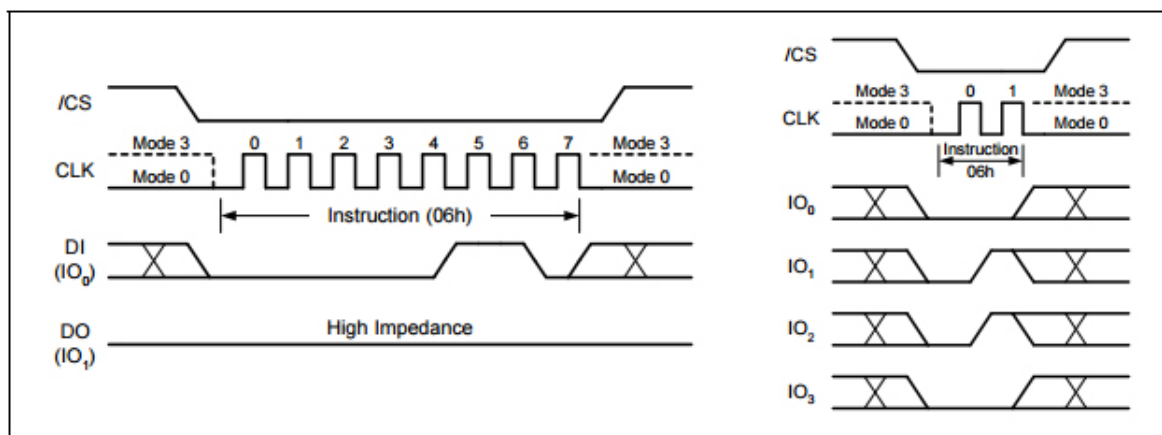 /CS
Mode 3 0 1 2 3 4 5 6 7 Mode 3
CLK
Mode 0 Mode 0
Instruction (06h)
DI
(IO0)
High Impedance
DO
(IO1)
/CS
Mode 3 0 1 Mode 3
CLK
Mode 0 Mode 0
Instruction
06h
IO0
IO1
IO2
IO3